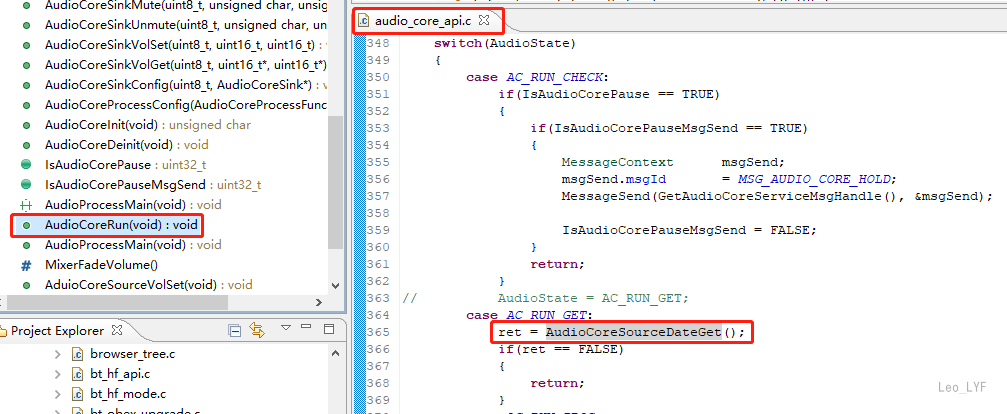 AudioCoreSinkMute(uint8_t, unsigned char, unsigned
AudioCoreSinkUnmute(uint8_t, unsigned char, unsig
AudioCoreSinkVolSet(uint8_t, uint16_t, uint16_t) : v
AudioCoreSinkVolGet(uint8_t, uint16_t*, uint16_t*)
AudioCoreSinkConfig(uint8_t, AudioCoreSink*) : voi
AudioCoreProcessConfig(AudioCoreProcessFunc
AudioCoreInit(void) : unsigned char
AudioCoreDeinit(void) : void
IsAudioCorePause : uint32_t
IsAudioCorePauseMsgSend : uint32_t
AudioProcessMain(void) : void
AudioCoreRun(void) : void
AudioProcessMain(void) : void
# MixerFadeVolume()
AduioCoreSourceVolSet(void) : void
Project Explorer
browser_tree.c
bt_hf_api.c
bt_hf_mode.c
bt_obex_upgrade.c
audio_core_api.c
348 switch(AudioState)
349 {
350 case AC_RUN_CHECK:
351 if(IsAudioCorePause == TRUE)
352 {
353 if(IsAudioCorePauseMsgSend == TRUE)
354 {
355 MessageContext msgSend;
356 msgSend.msgId = MSG_AUDIO_CORE_HOLD;
357 MessageSend(GetAudioCoreServiceMsgHandle(), &msgSend);
358
359 IsAudioCorePauseMsgSend = FALSE;
360 }
361 return;
362 }
363 // AudioState = AC_RUN_GET;
364 case AC_RUN_GET:
365 ret = AudioCoreSourceDateGet();
366 if(ret == FALSE)
367 {
368 return;
369 }
Leo_LYF